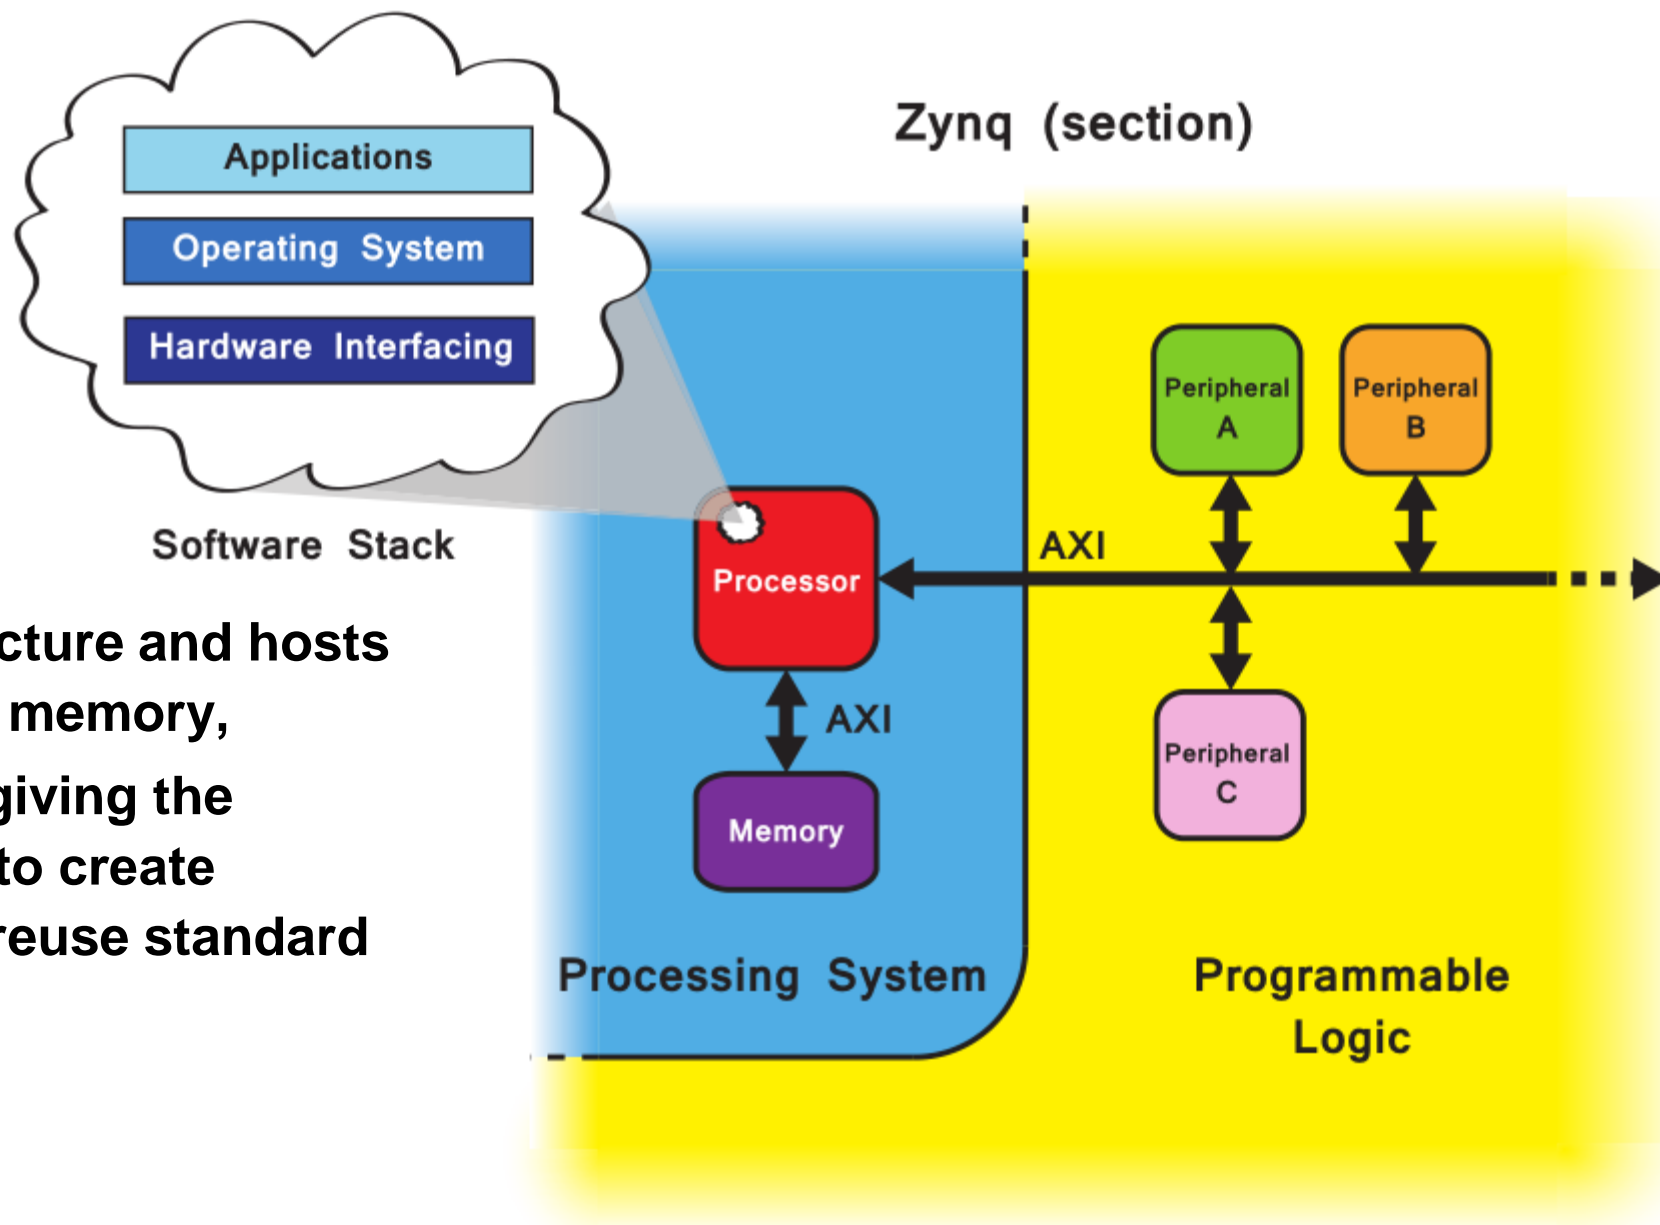 Zynq (section)
Applications
Operating System
Hardware Interfacing
Software Stack
Processor
AXI
Memory
Processing System
AXI
Peripheral
A
Peripheral
B
Peripheral
C
Programmable
Logic
cture and hosts
memory,
giving the
to create
reuse standard